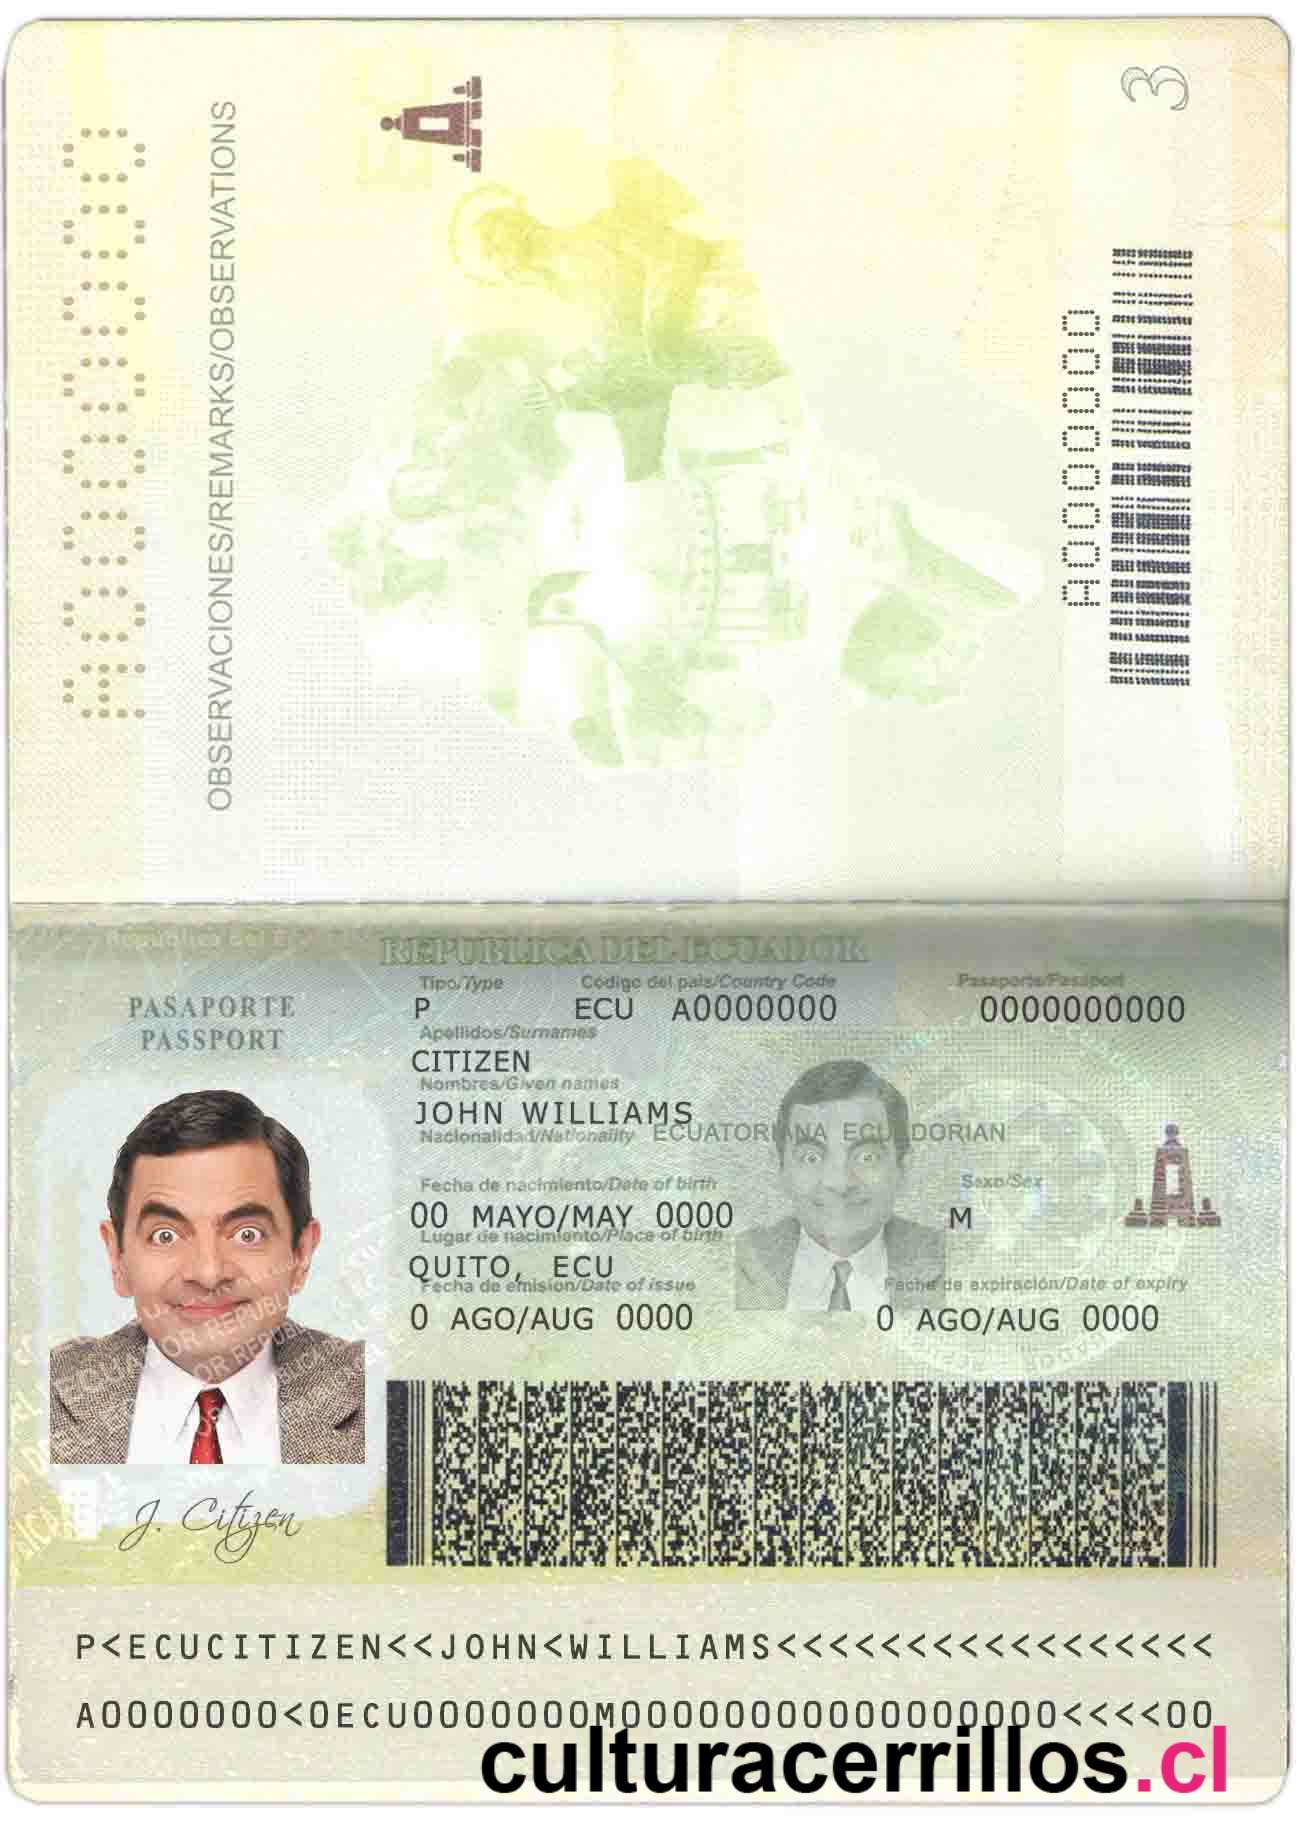 3
OBSERVACIONES/REMARKS/OBSERVATIONS
A0000000
REPÚBLICA DEL ECUADOR
PASAPORTE
PASSPORT
Tipo/Type Código del país/Country Code Pasaporte/Passport
P ECU A0000000 0000000000
Apellidos/Surnames
CITIZEN
Nombres/Given names
JOHN WILLIAMS
Nacionalidad/Nationality ECUATORIANA ECUADORIAN
Fecha de nacimiento/Date of birth Sexo/Sex
00 MAYO/MAY 0000 M
Lugar de nacimiento/Place of birth
QUITO, ECU
Fecha de emisión/Date of issue Fecha de expiración/Date of expiry
0 AGO/AUG 0000 0 AGO/AUG 0000
J. Citizen
P<ECUCITIZEN<<JOHN<WILLIAMS<<<<<<<<<<<<<<<<<
A0000000<0ECU0000000M00000000000000000<<<<00
culturacerrillos.cl